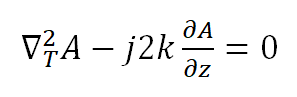 ∇²_T A − j2k ∂A/∂z = 0